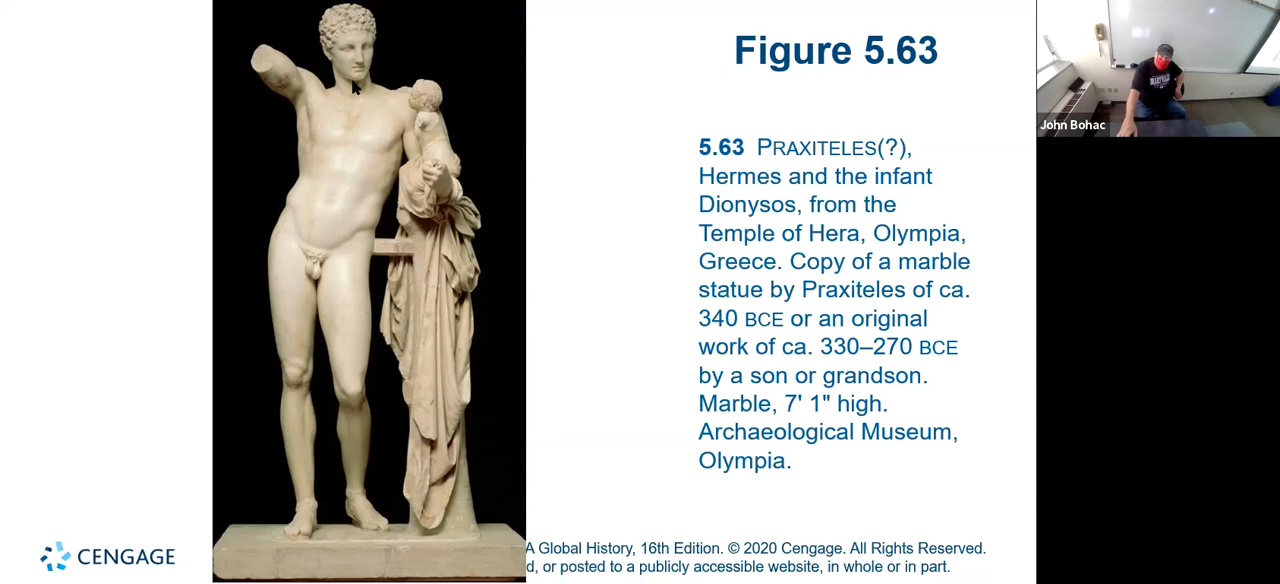 Figure 5.63
5.63 PRAXITELES(?),
Hermes and the infant
Dionysos, from the
Temple of Hera, Olympia,
Greece. Copy of a marble
statue by Praxiteles of ca.
340 BCE or an original
work of ca. 330–270 BCE
by a son or grandson.
Marble, 7' 1" high.
Archaeological Museum,
Olympia.
CENGAGE
A Global History, 16th Edition. © 2020 Cengage. All Rights Reserved.
d, or posted to a publicly accessible website, in whole or in part.
John Bohac